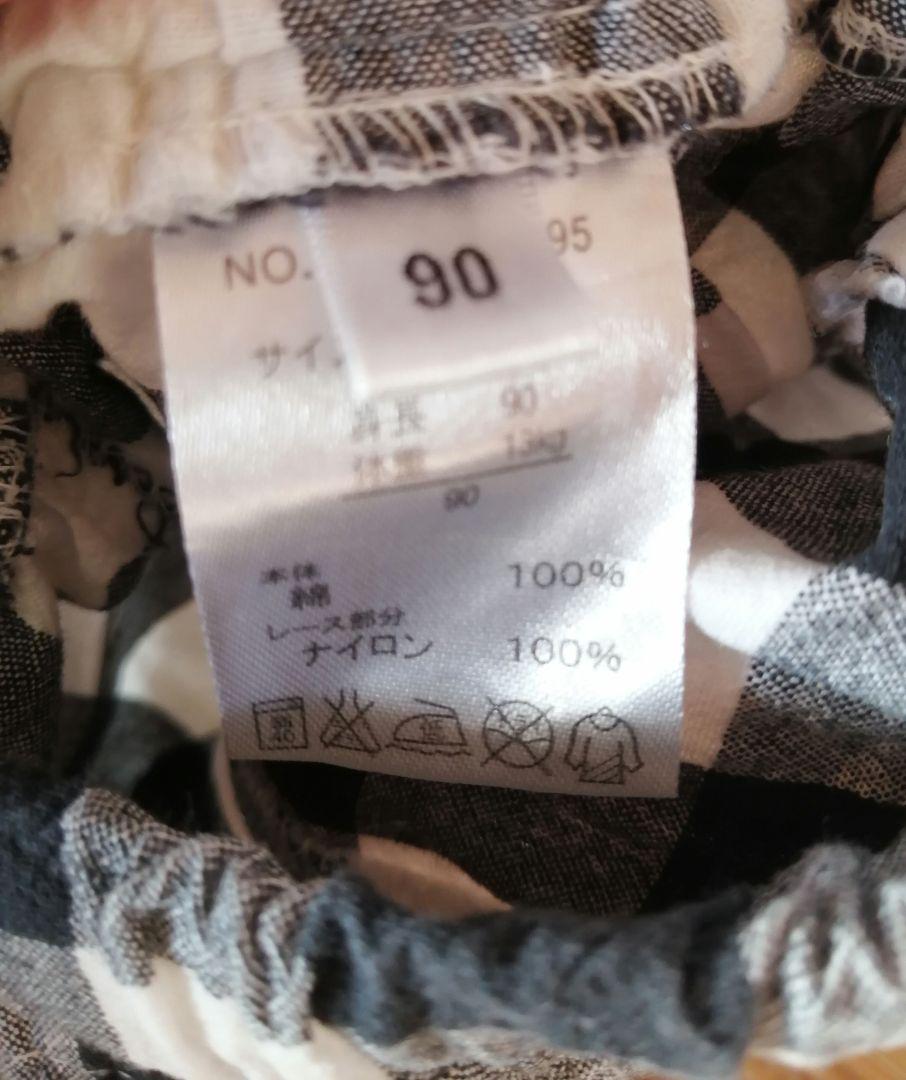 90
NO. 95
サイ
身長 90
体重 13kg
90
本体
綿 100%
レース部分
ナイロン 100%